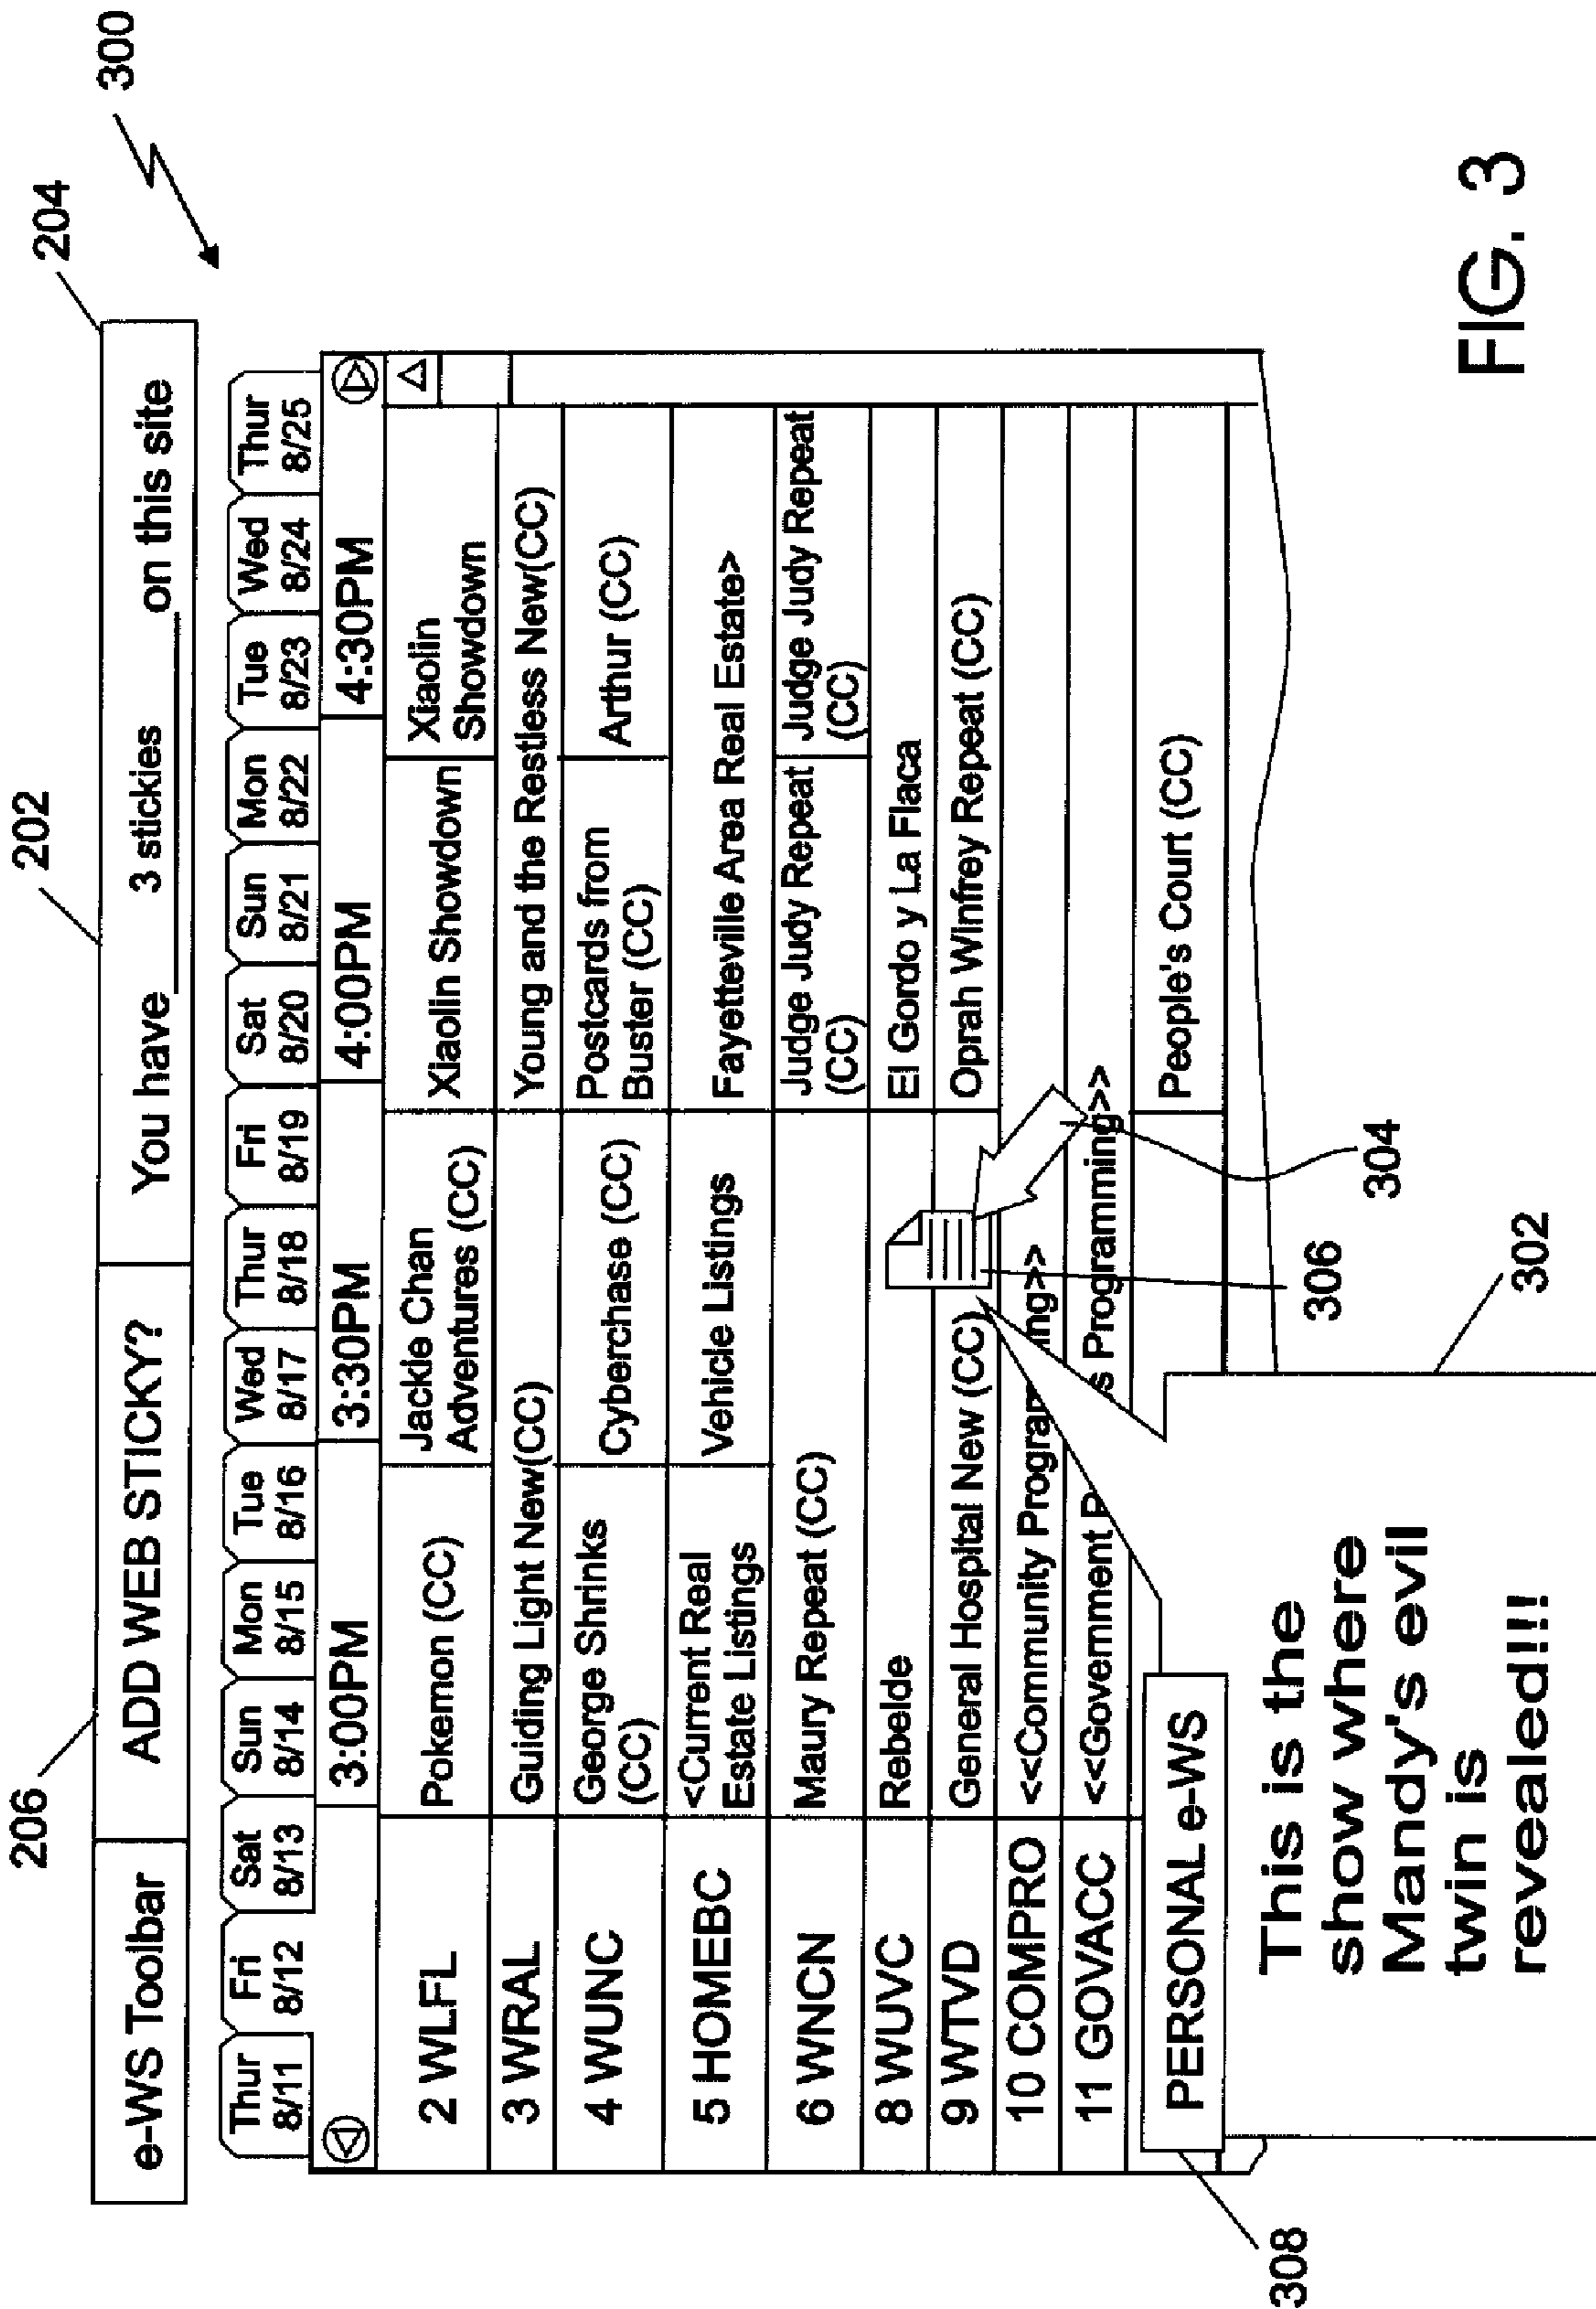 206
202
204
300
e-WS Toolbar
ADD WEB STICKY?
You have 3 stickies on this site
Thur 8/11
Fri 8/12
Sat 8/13
Sun 8/14
Mon 8/15
Tue 8/16
Wed 8/17
Thur 8/18
Fri 8/19
Sat 8/20
Sun 8/21
Mon 8/22
Tue 8/23
Wed 8/24
Thur 8/25
3:00PM 3:30PM 4:00PM 4:30PM
2 WLFL
Pokemon (CC)
Jackie Chan
Adventures (CC)
Xiaolin Showdown
Xiaolin
Showdown
3 WRAL
Guiding Light New(CC)
Young and the Restless New(CC)
4 WUNC
George Shrinks
(CC)
Cyberchase (CC)
Postcards from
Buster (CC)
Arthur (CC)
5 HOMEBC
<Current Real
Estate Listings
Vehicle Listings
Fayetteville Area Real Estate>
6 WNCN
Maury Repeat (CC)
Judge Judy Repeat
(CC)
Judge Judy Repeat
(CC)
8 WUVC
Rebelde
El Gordo y La Flaca
9 WTVD
General Hospital New (CC)
Oprah Winfrey Repeat (CC)
10 COMPRO
<<Community Program ing>>
11 GOVACC
<<Government P s Programming>>
People's Court (CC)
PERSONAL e-WS
This is the
show where
Mandy's evil
twin is
revealed!!!
308
306
304
302
FIG. 3